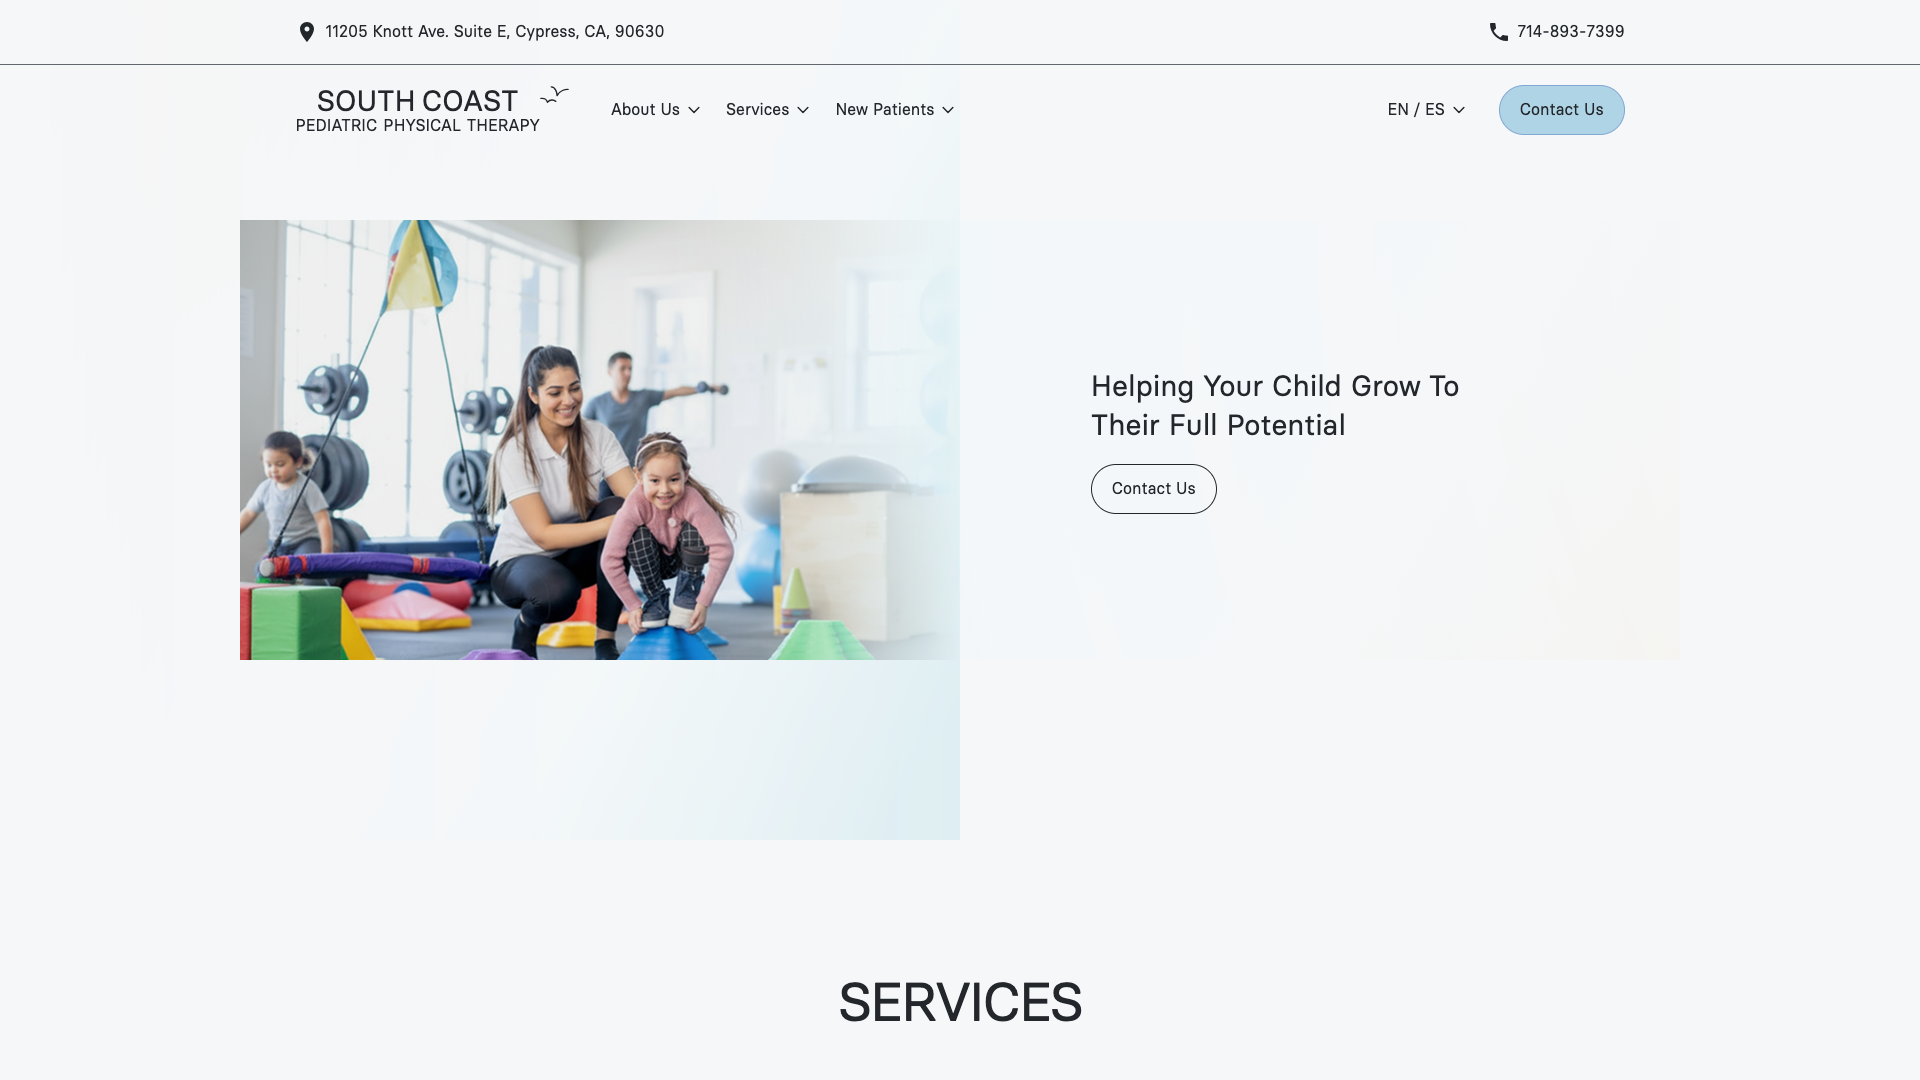 11205 Knott Ave. Suite E, Cypress, CA, 90630
714-893-7399
SOUTH COAST
PEDIATRIC PHYSICAL THERAPY
About Us
Services
New Patients
EN / ES
Contact Us
Helping Your Child Grow To
Their Full Potential
Contact Us
SERVICES